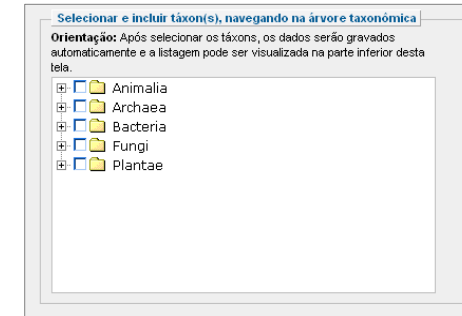 Selecionar e incluir táxon(s), navegando na árvore taxonómica
Orientação: Após selecionar os táxons, os dados serão gravados
automaticamente e a listagem pode ser visualizada na parte inferior desta
tela.
Animalia
Archaea
Bacteria
Fungi
Plantae